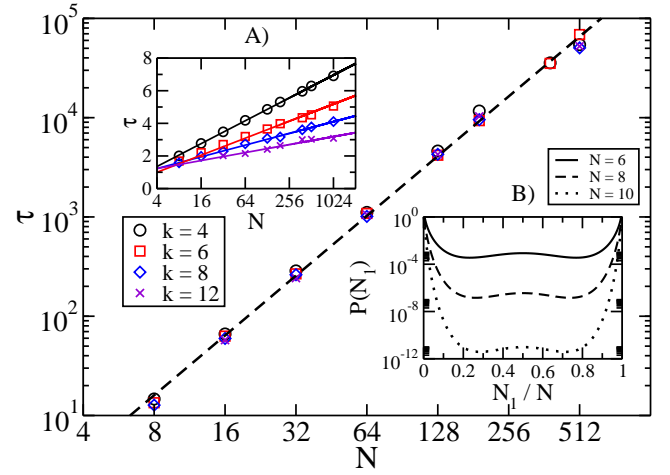 10^5
10^4
10^3
10^2
10^1
τ
4
8
16
32
64
128
256
512
N
A)
8
6
4
2
0
τ
4
16
64
256
1024
N
k = 4
k = 6
k = 8
k = 12
N = 6
N = 8
N = 10
B)
10^0
10^-4
10^-8
10^-12
P(N_1)
0
0.2
0.4
0.6
0.8
1
N_1 / N